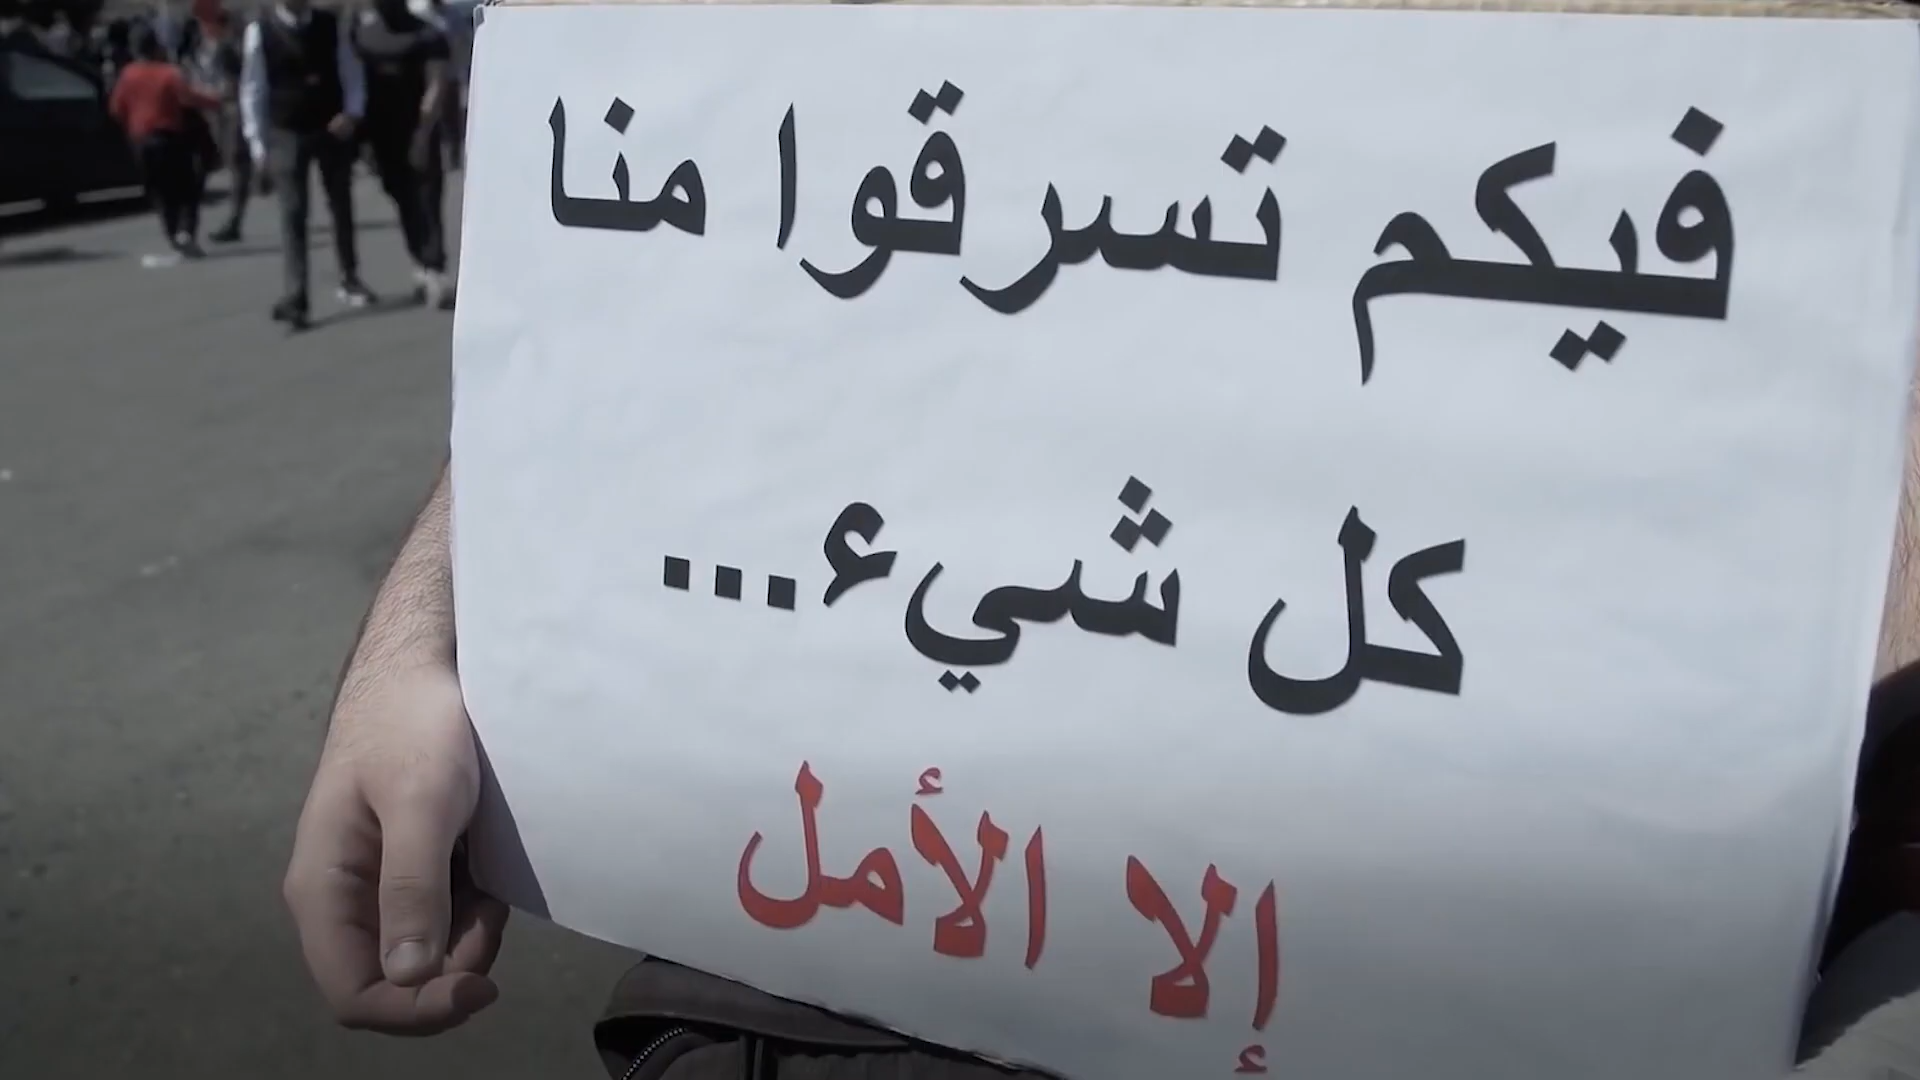 فيكم تسرقوا منا
كل شيء...
إلا الأمل